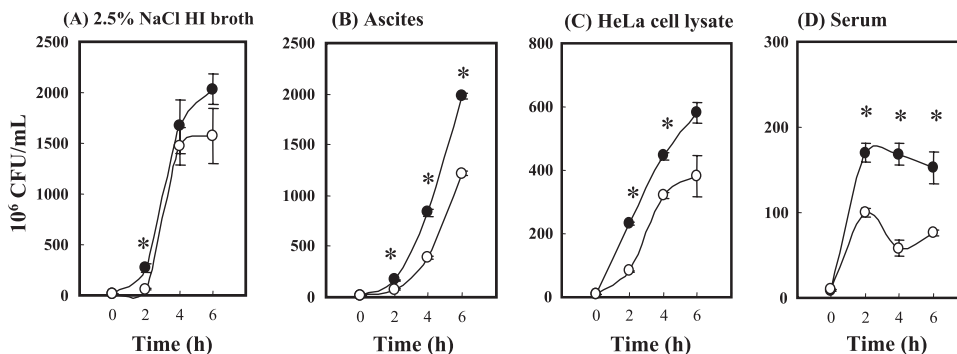 (A) 2.5% NaCl HI broth
(B) Ascites
(C) HeLa cell lysate
(D) Serum
10⁶ CFU/mL
2500
2000
1500
1000
500
0
*
0 2 4 6
Time (h)
2500
2000
1500
1000
500
0
* * * *
0 2 4 6
Time (h)
800
600
400
200
0
* *
0 2 4 6
Time (h)
300
200
100
0
* * *
0 2 4 6
Time (h)